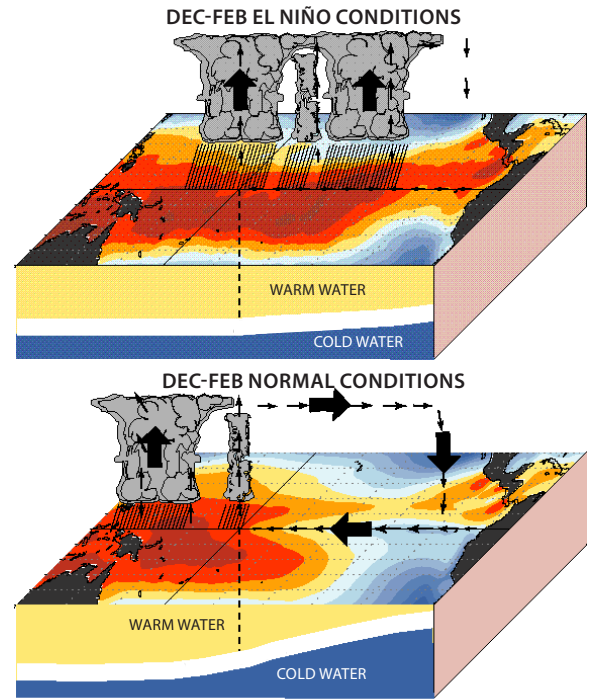 DEC-FEB EL NIÑO CONDITIONS
WARM WATER
COLD WATER
DEC-FEB NORMAL CONDITIONS
WARM WATER
COLD WATER